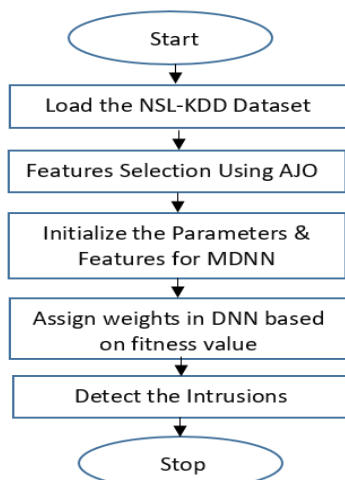 Start
Load the NSL-KDD Dataset
Features Selection Using AJO
Initialize the Parameters &
Features for MDNN
Assign weights in DNN based
on fitness value
Detect the Intrusions
Stop